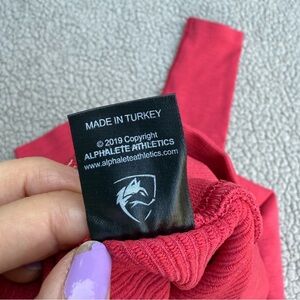 MADE IN TURKEY
© 2019 Copyright
ALPHALETE ATHLETICS
www.alphaleteathletics.com